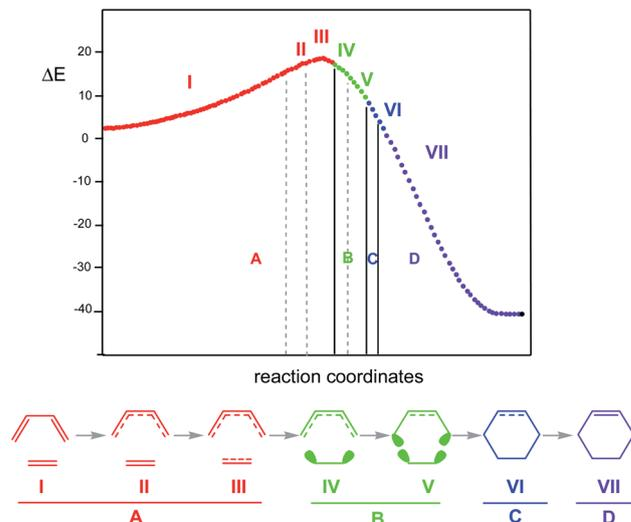 III
II
IV
20
ΔE
I
V
10
VI
0
VII
-10
-20
A
B
C
D
-30
-40
reaction coordinates
I
II
III
IV
V
VI
VII
A
B
C
D